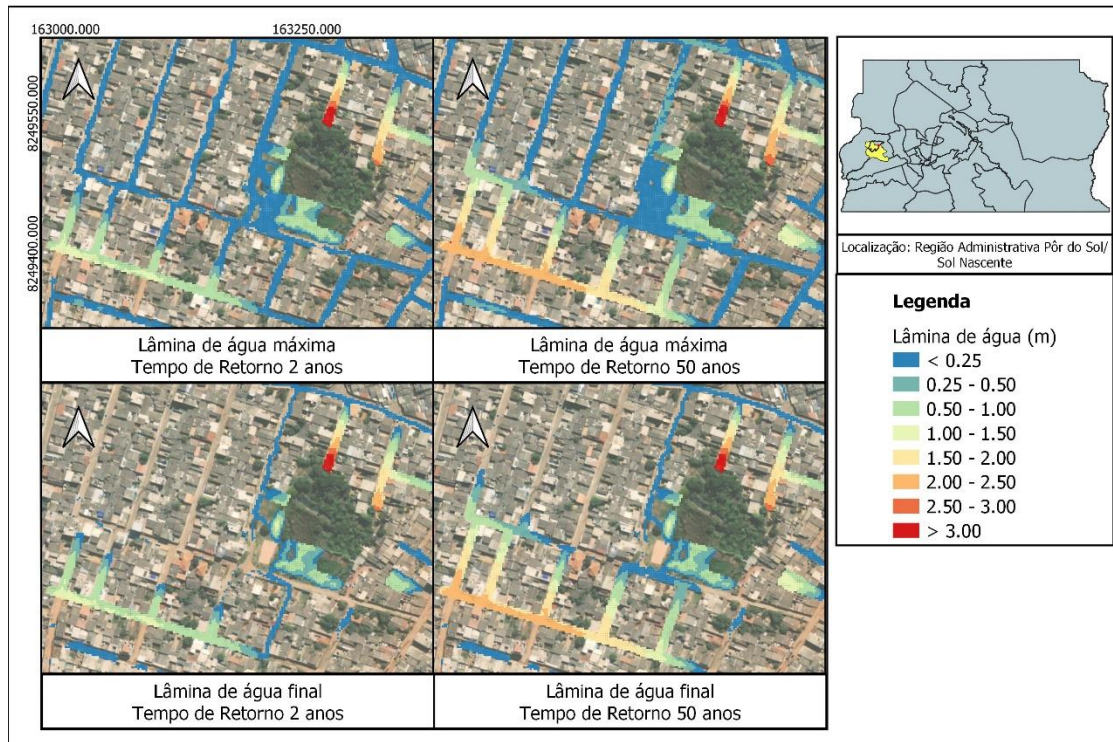 163000.000
163250.000
8249550.000
8249400.000
Lâmina de água máxima
Tempo de Retorno 2 anos
Lâmina de água máxima
Tempo de Retorno 50 anos
Lâmina de água final
Tempo de Retorno 2 anos
Lâmina de água final
Tempo de Retorno 50 anos
Localização: Região Administrativa Pôr do Sol/
Sol Nascente
Legenda
Lâmina de água (m)
< 0.25
0.25 - 0.50
0.50 - 1.00
1.00 - 1.50
1.50 - 2.00
2.00 - 2.50
2.50 - 3.00
> 3.00